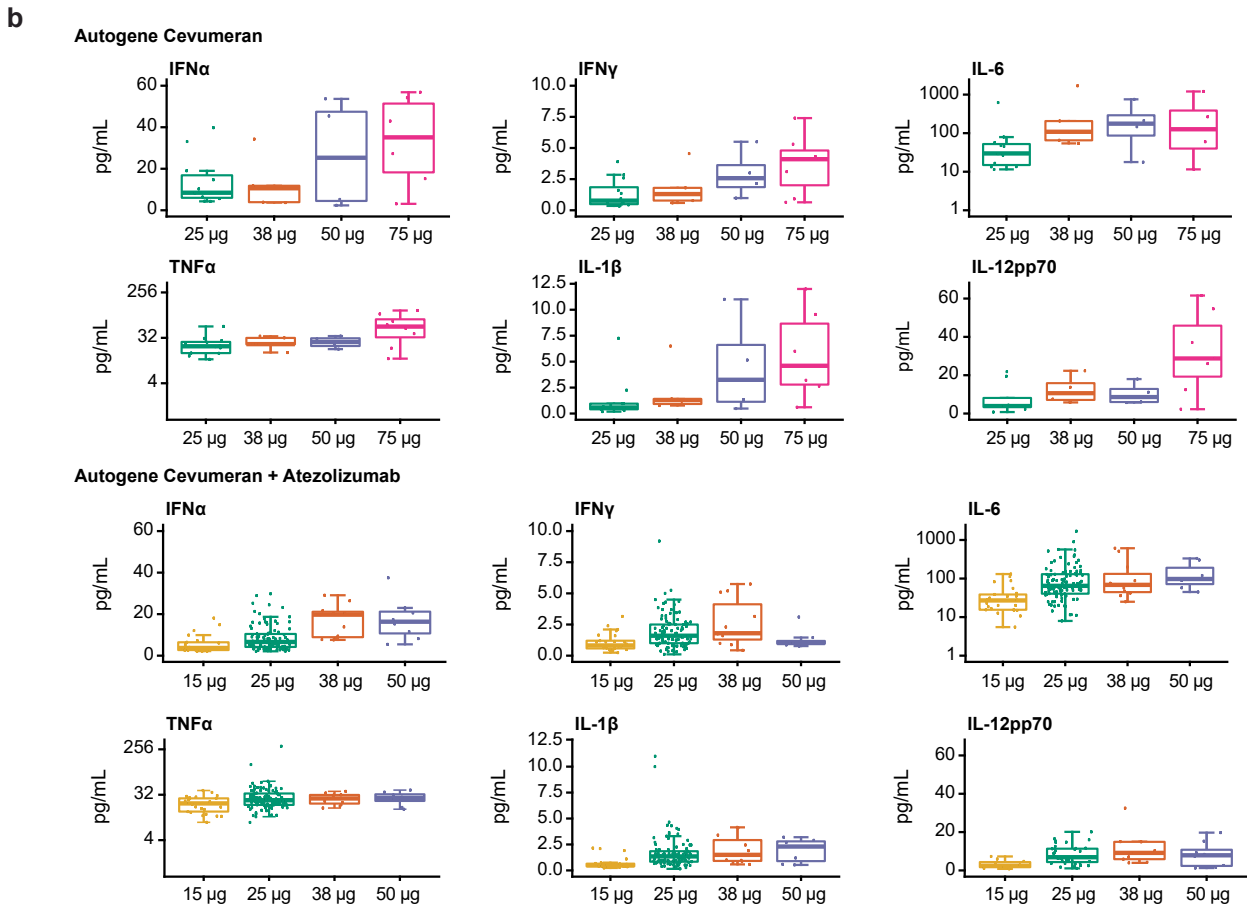 b
Autogene Cevumeran
IFNα
pg/mL
60
40
20
0
25 µg 38 µg 50 µg 75 µg
IFNγ
pg/mL
10.0
7.5
5.0
2.5
0.0
25 µg 38 µg 50 µg 75 µg
IL-6
pg/mL
1000
100
10
1
25 µg 38 µg 50 µg 75 µg
TNFα
pg/mL
256
32
4
25 µg 38 µg 50 µg 75 µg
IL-1β
pg/mL
12.5
10.0
7.5
5.0
2.5
0.0
25 µg 38 µg 50 µg 75 µg
IL-12pp70
pg/mL
60
40
20
0
25 µg 38 µg 50 µg 75 µg
Autogene Cevumeran + Atezolizumab
IFNα
pg/mL
60
40
20
0
15 µg 25 µg 38 µg 50 µg
IFNγ
pg/mL
10.0
7.5
5.0
2.5
0.0
15 µg 25 µg 38 µg 50 µg
IL-6
pg/mL
1000
100
10
1
15 µg 25 µg 38 µg 50 µg
TNFα
pg/mL
256
32
4
15 µg 25 µg 38 µg 50 µg
IL-1β
pg/mL
12.5
10.0
7.5
5.0
2.5
0.0
15 µg 25 µg 38 µg 50 µg
IL-12pp70
pg/mL
60
40
20
0
15 µg 25 µg 38 µg 50 µg